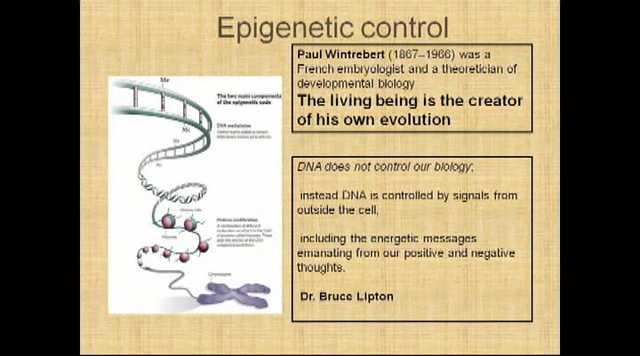 Epigenetic control
Paul Wintrebert (1867–1966) was a
French embryologist and a theoretician of
developmental biology
The living being is the creator
of his own evolution
Me
The two main components
of the epigenetic code
DNA methylation
Me
Histone modification
Chromosome
DNA does not control our biology;
instead DNA is controlled by signals from
outside the cell,
including the energetic messages
emanating from our positive and negative
thoughts.
Dr. Bruce Lipton